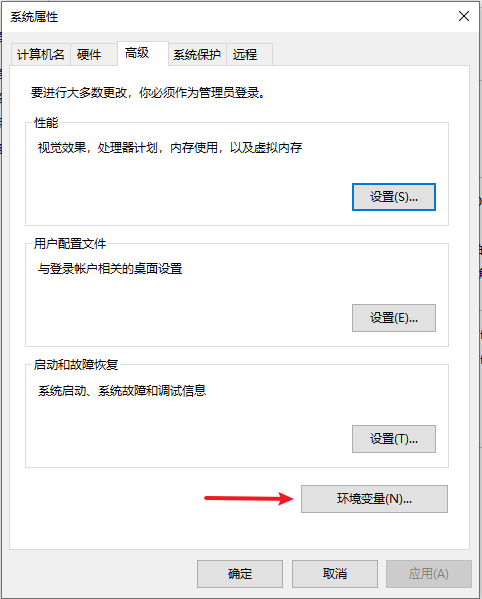 系统属性
计算机名 硬件 高级 系统保护 远程
要进行大多数更改，你必须作为管理员登录。
性能
视觉效果，处理器计划，内存使用，以及虚拟内存
设置(S)...
用户配置文件
与登录帐户相关的桌面设置
设置(E)...
启动和故障恢复
系统启动、系统故障和调试信息
设置(T)...
环境变量(N)...
确定 取消 应用(A)